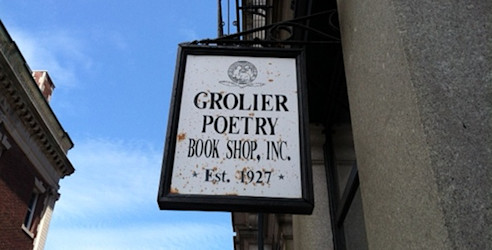 GROLIER
POETRY
BOOK SHOP, INC.
* Est. 1927 *